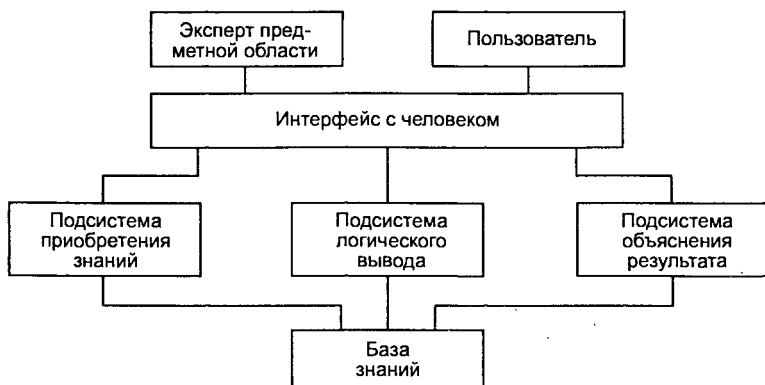 Эксперт пред-
метной области
Пользователь
Интерфейс с человеком
Подсистема
приобретения
знаний
Подсистема
логического
вывода
Подсистема
объяснения
результата
База
знаний